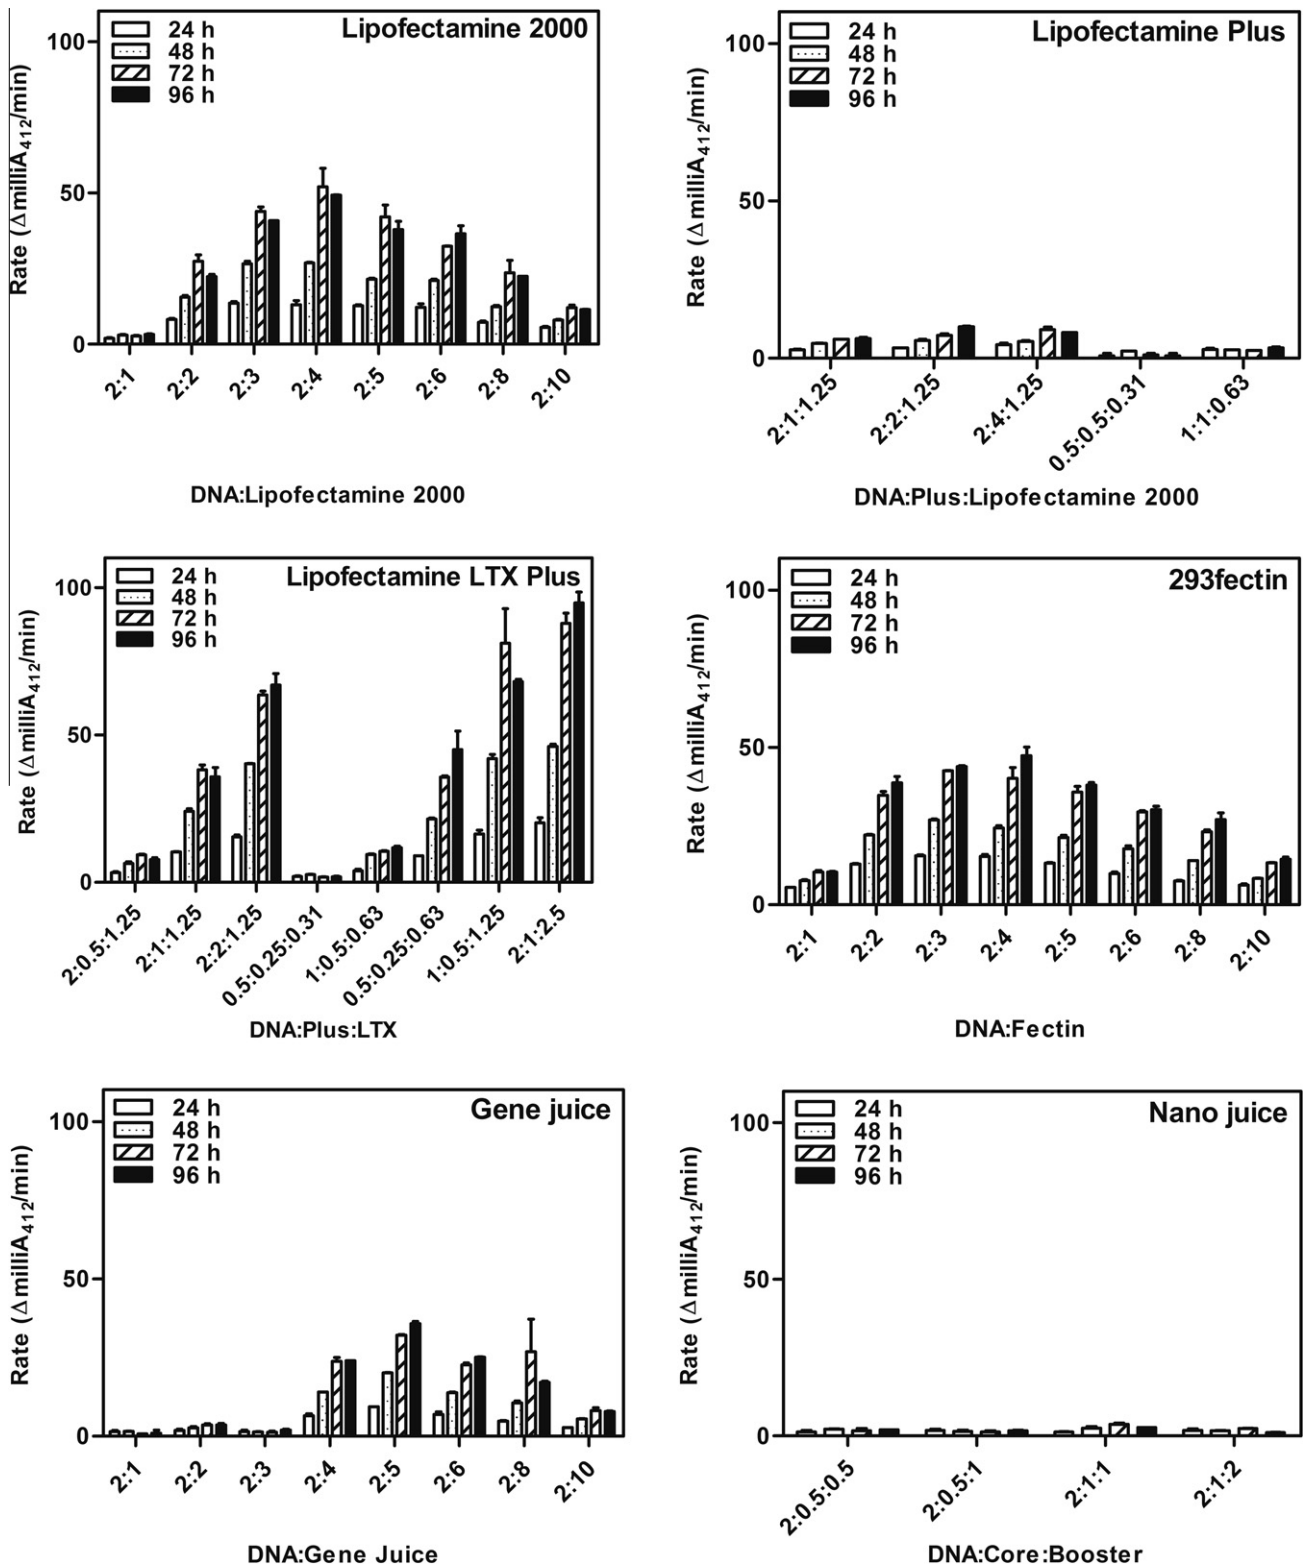 Lipofectamine 2000
24 h
48 h
72 h
96 h
100
50
0
Rate (ΔmilliA412/min)
2:1
2:2
2:3
2:4
2:5
2:6
2:8
2:10
DNA:Lipofectamine 2000
Lipofectamine Plus
24 h
48 h
72 h
96 h
100
50
0
Rate (ΔmilliA412/min)
2:1:1.25
2:2:1.25
2:4:1.25
0.5:0.5:0.31
1:1:0.63
DNA:Plus:Lipofectamine 2000
Lipofectamine LTX Plus
24 h
48 h
72 h
96 h
100
50
0
Rate (ΔmilliA412/min)
2:0.5:1.25
2:1:1.25
2:2:1.25
0.5:0.25:0.31
1:0.5:0.63
0.5:0.25:0.63
1:0.5:1.25
2:1:2.5
DNA:Plus:LTX
293fectin
24 h
48 h
72 h
96 h
100
50
0
Rate (ΔmilliA412/min)
2:1
2:2
2:3
2:4
2:5
2:6
2:8
2:10
DNA:Fectin
Gene juice
24 h
48 h
72 h
96 h
100
50
0
Rate (ΔmilliA412/min)
2:1
2:2
2:3
2:4
2:5
2:6
2:8
2:10
DNA:Gene Juice
Nano juice
24 h
48 h
72 h
96 h
100
50
0
Rate (ΔmilliA412/min)
2:0.5:0.5
2:0.5:1
2:1:1
2:1:2
DNA:Core:Booster